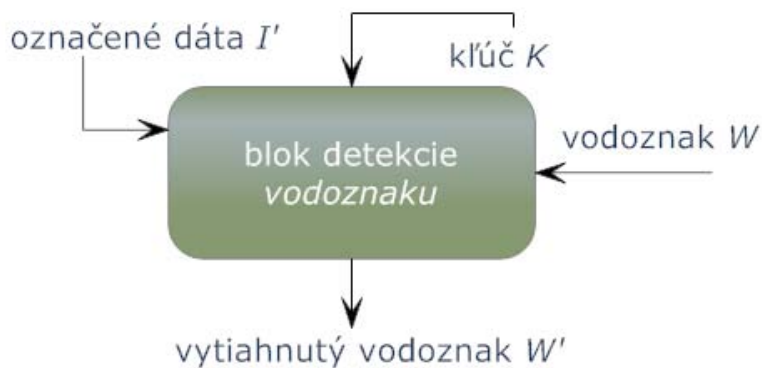 označené dáta I'
kľúč K
vodoznak W
blok detekcie
vodoznaku
vytiahnutý vodoznak W'